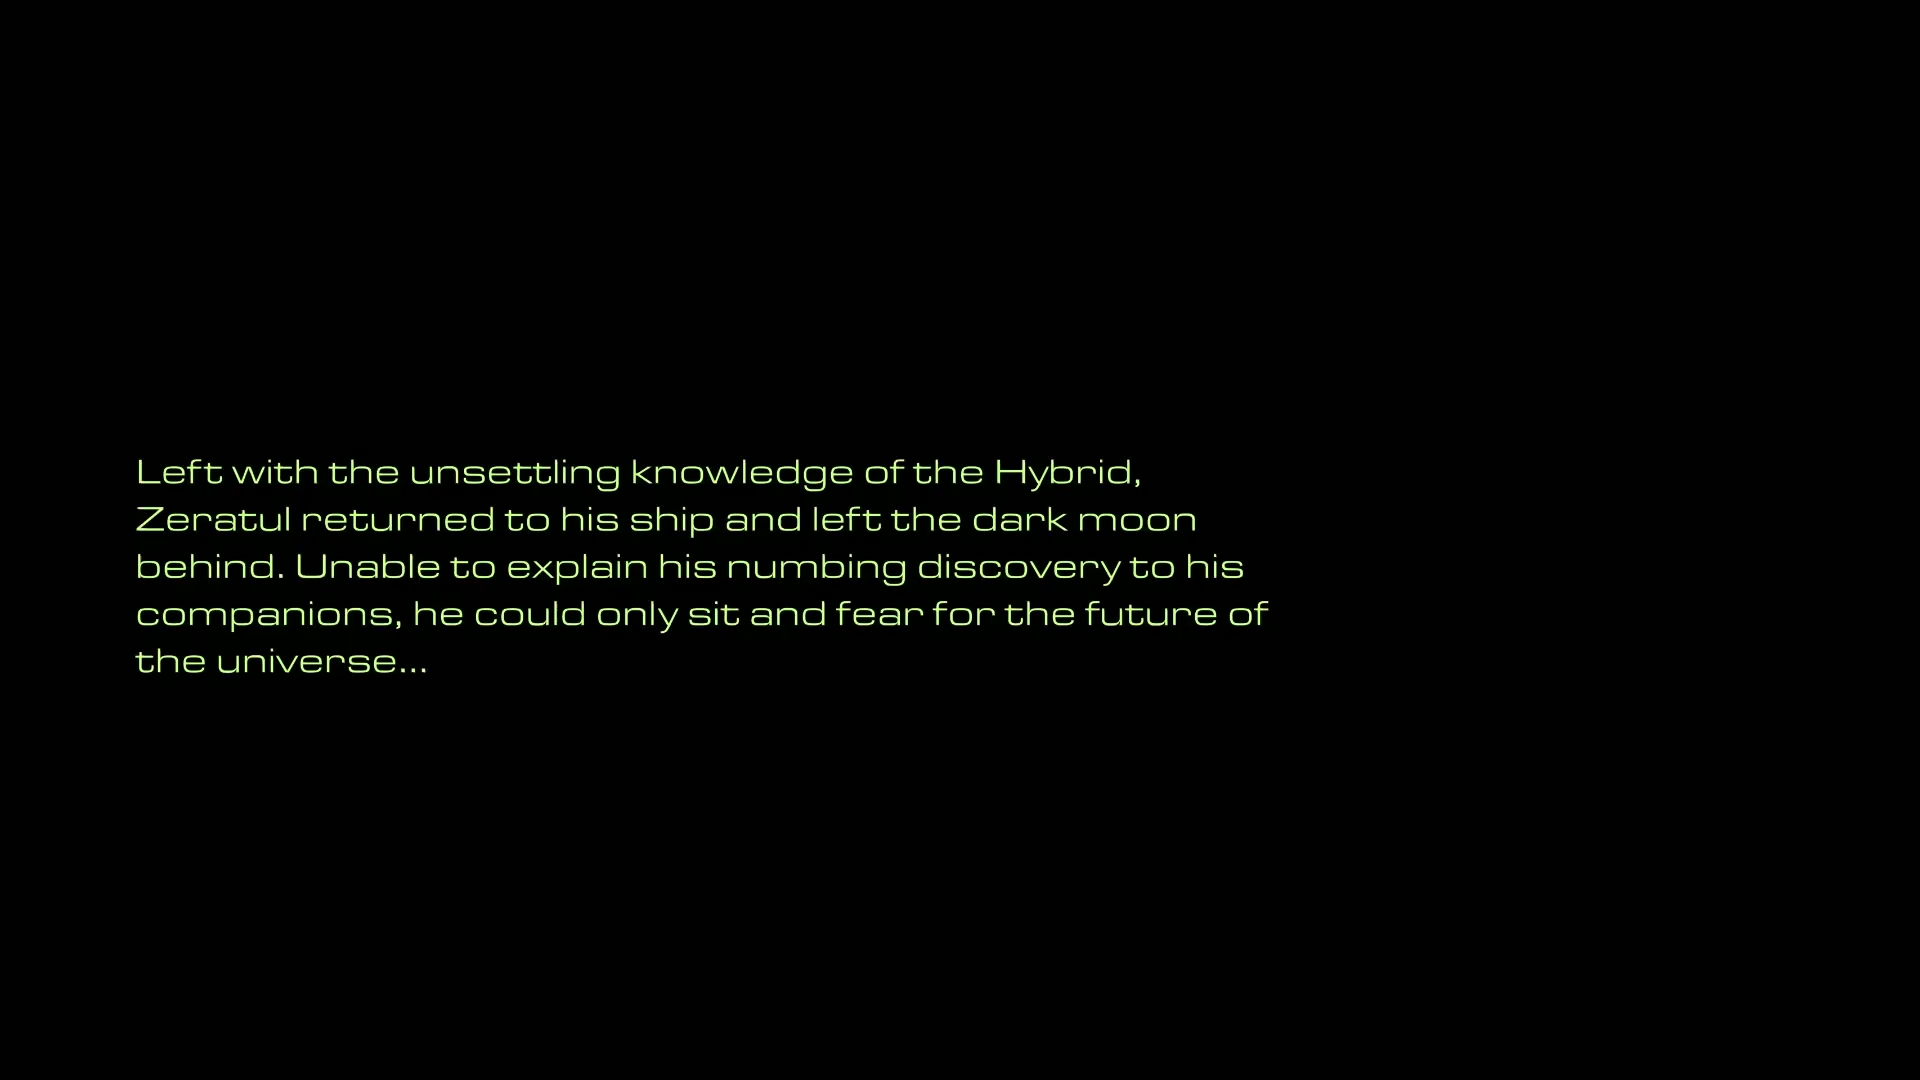 Left with the unsettling knowledge of the Hybrid,
Zeratul returned to his ship and left the dark moon
behind. Unable to explain his numbing discovery to his
companions, he could only sit and fear for the future of
the universe...